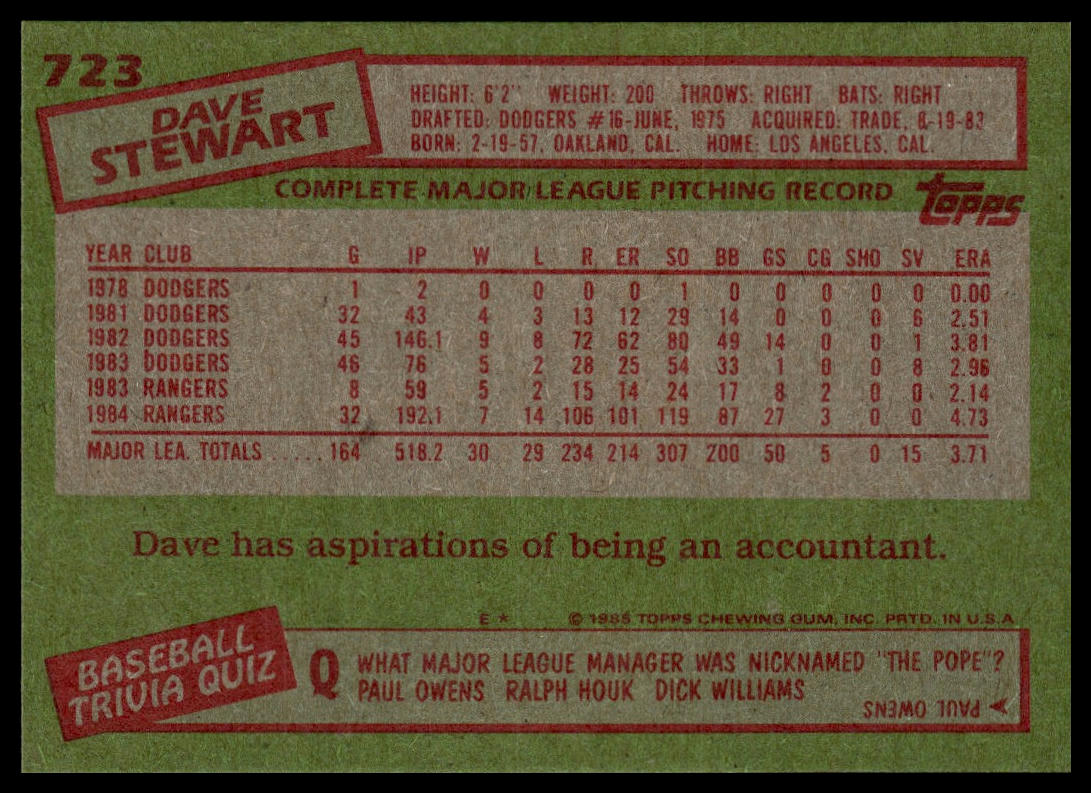 723
DAVE
STEWART
HEIGHT: 6'2" WEIGHT: 200 THROWS: RIGHT BATS: RIGHT
DRAFTED: DODGERS #16-JUNE, 1975 ACQUIRED: TRADE, 8-19-83
BORN: 2-19-57, OAKLAND, CAL. HOME: LOS ANGELES, CAL.
COMPLETE MAJOR LEAGUE PITCHING RECORD
Topps
YEAR CLUB G IP W L R ER SO BB GS CG SHO SV ERA
1978 DODGERS 1 2 0 0 0 0 1 0 0 0 0 0 0.00
1981 DODGERS 32 43 4 3 13 12 29 14 0 0 0 6 2.51
1982 DODGERS 45 146.1 9 8 72 62 80 49 14 0 0 1 3.81
1983 DODGERS 46 76 5 2 28 25 54 33 1 0 0 8 2.96
1983 RANGERS 8 59 5 2 15 14 24 17 8 2 0 0 2.14
1984 RANGERS 32 192.1 7 14 106 101 119 87 27 3 0 0 4.73
MAJOR LEA. TOTALS ..... 164 518.2 30 29 234 214 307 200 50 5 0 15 3.71
Dave has aspirations of being an accountant.
E * © 1985 TOPPS CHEWING GUM, INC. PRTD. IN U.S.A
BASEBALL
TRIVIA QUIZ
Q WHAT MAJOR LEAGUE MANAGER WAS NICKNAMED "THE POPE"?
PAUL OWENS RALPH HOUK DICK WILLIAMS
PAUL OWENS